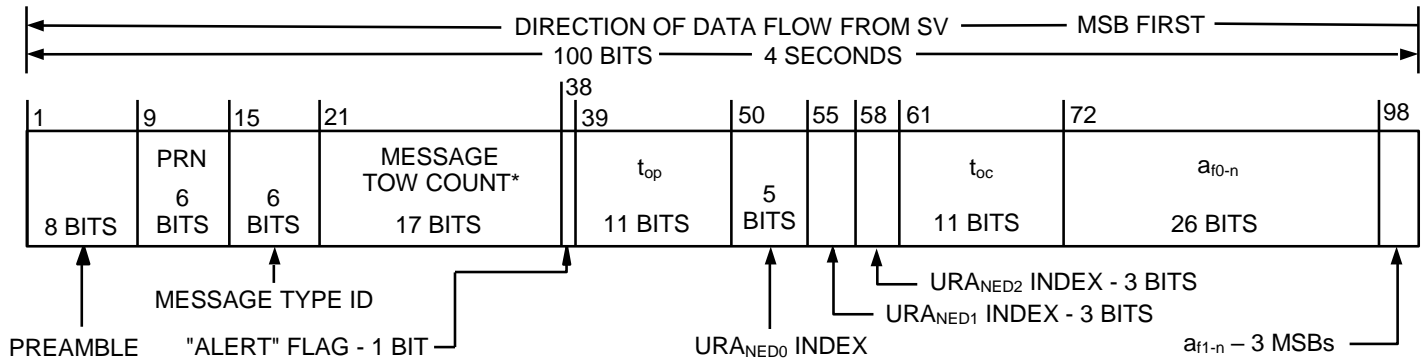 DIRECTION OF DATA FLOW FROM SV MSB FIRST
100 BITS 4 SECONDS
1 9 15 21 38 39 50 55 58 61 72 98
PRN
6
BITS
MESSAGE
TOW COUNT*
17 BITS
8 BITS
6
BITS
t_op
11 BITS
5
BITS
t_oc
11 BITS
a_f0-n
26 BITS
MESSAGE TYPE ID
URA_NED2 INDEX - 3 BITS
URA_NED1 INDEX - 3 BITS
PREAMBLE
"ALERT" FLAG - 1 BIT
URA_NED0 INDEX
a_f1-n – 3 MSBs